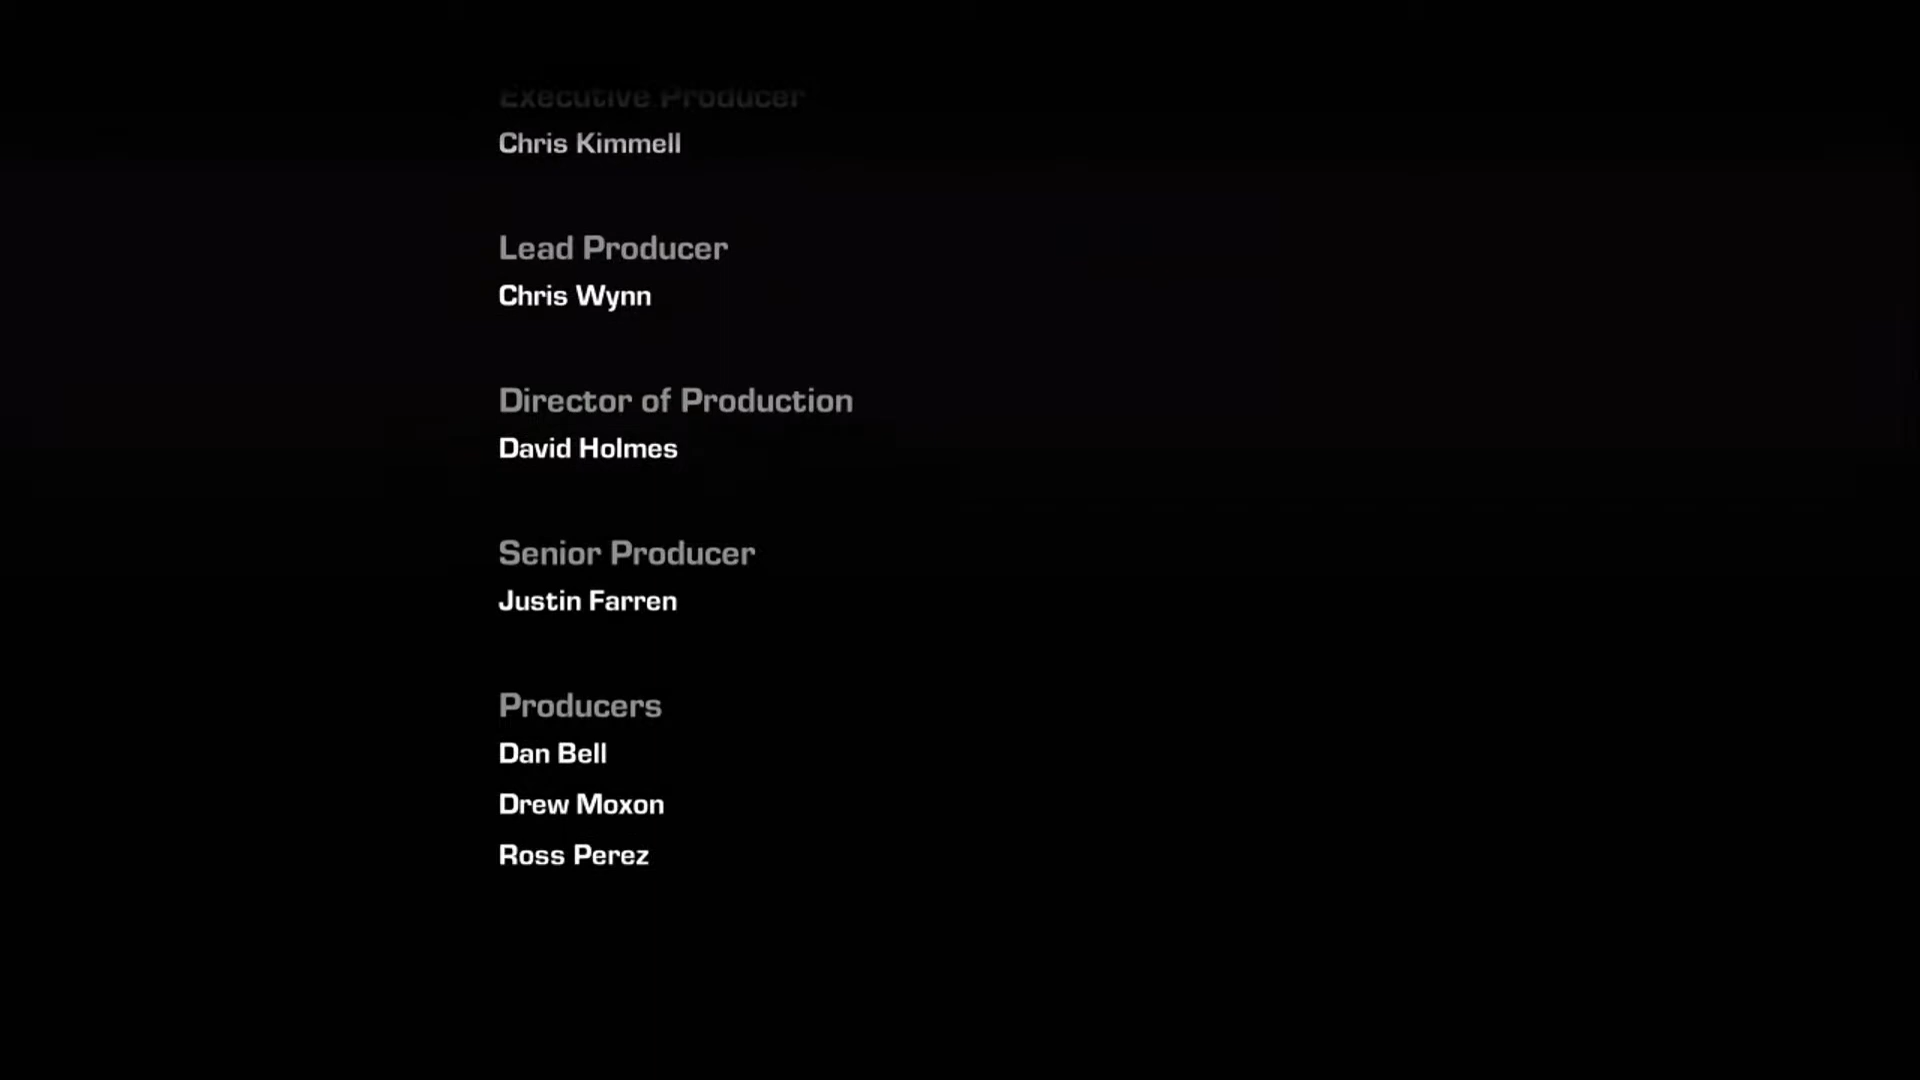 Executive Producer
Chris Kimmell
Lead Producer
Chris Wynn
Director of Production
David Holmes
Senior Producer
Justin Farren
Producers
Dan Bell
Drew Moxon
Ross Perez